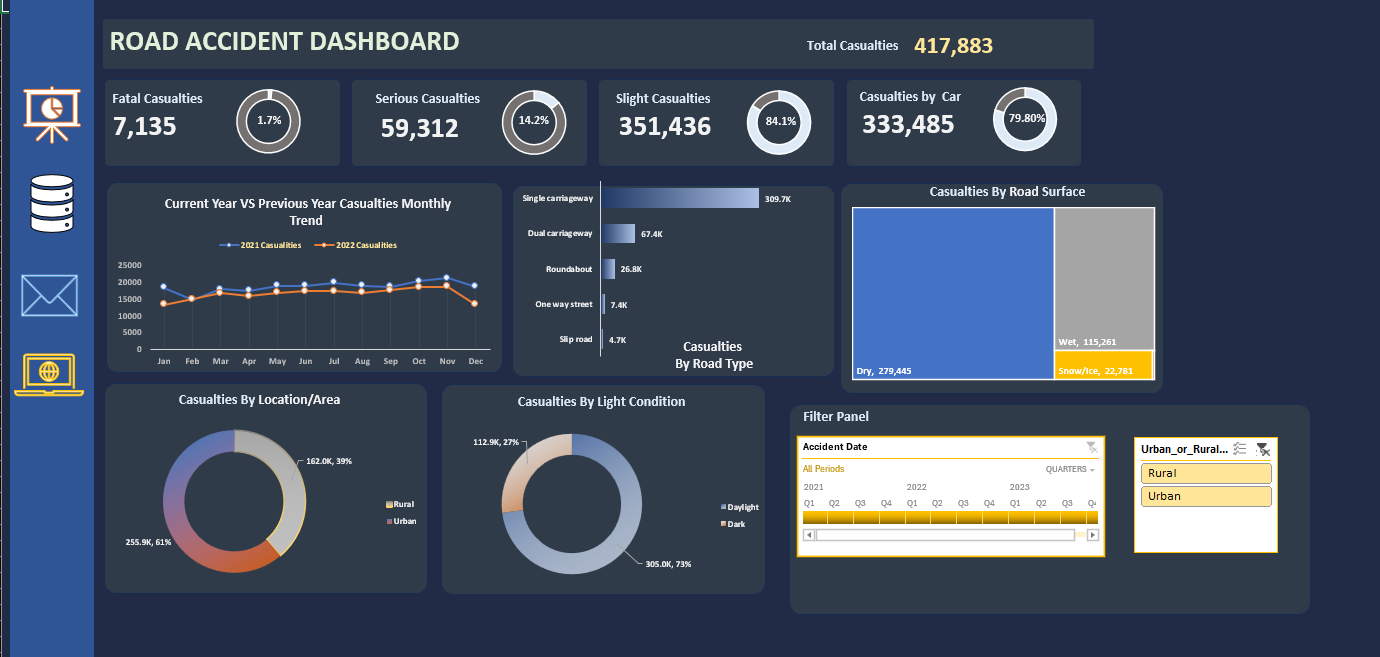 ROAD ACCIDENT DASHBOARD
Total Casualties 417,883
Fatal Casualties
7,135
1.7%
Serious Casualties
59,312
14.2%
Slight Casualties
351,436
84.1%
Casualties by Car
333,485
79.80%
Current Year VS Previous Year Casualties Monthly
Trend
2021 Casualities 2022 Casualities
25000
20000
15000
10000
5000
0
Jan Feb Mar Apr May Jun Jul Aug Sep Oct Nov Dec
Single carriageway 309.7K
Dual carriageway 67.4K
Roundabout 26.8K
One way street 7.4K
Slip road 4.7K
Casualties
By Road Type
Casualties By Road Surface
Dry, 279,445
Wet, 115,261
Snow/Ice, 22,781
Casualties By Location/Area
162.0K, 39%
255.9K, 61%
Rural
Urban
Casualties By Light Condition
112.9K, 27%
305.0K, 73%
Daylight
Dark
Filter Panel
Accident Date
All Periods QUARTERS
2021 2022 2023
Q1 Q2 Q3 Q4 Q1 Q2 Q3 Q4 Q1 Q2 Q3
Urban_or_Rural...
Rural
Urban